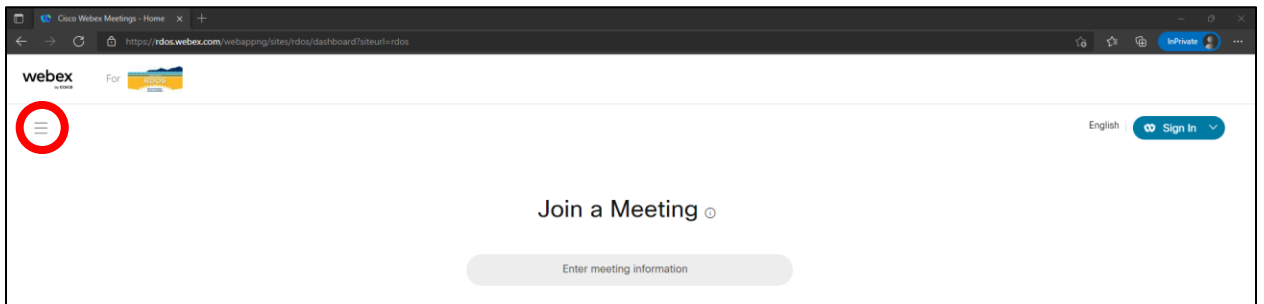 Cisco Webex Meetings - Home
https://rdos.webex.com/webappng/sites/rdos/dashboard?siteurl=rdos
InPrivate
webex
by CISCO
For
RDOS
English
Sign In
Join a Meeting
Enter meeting information